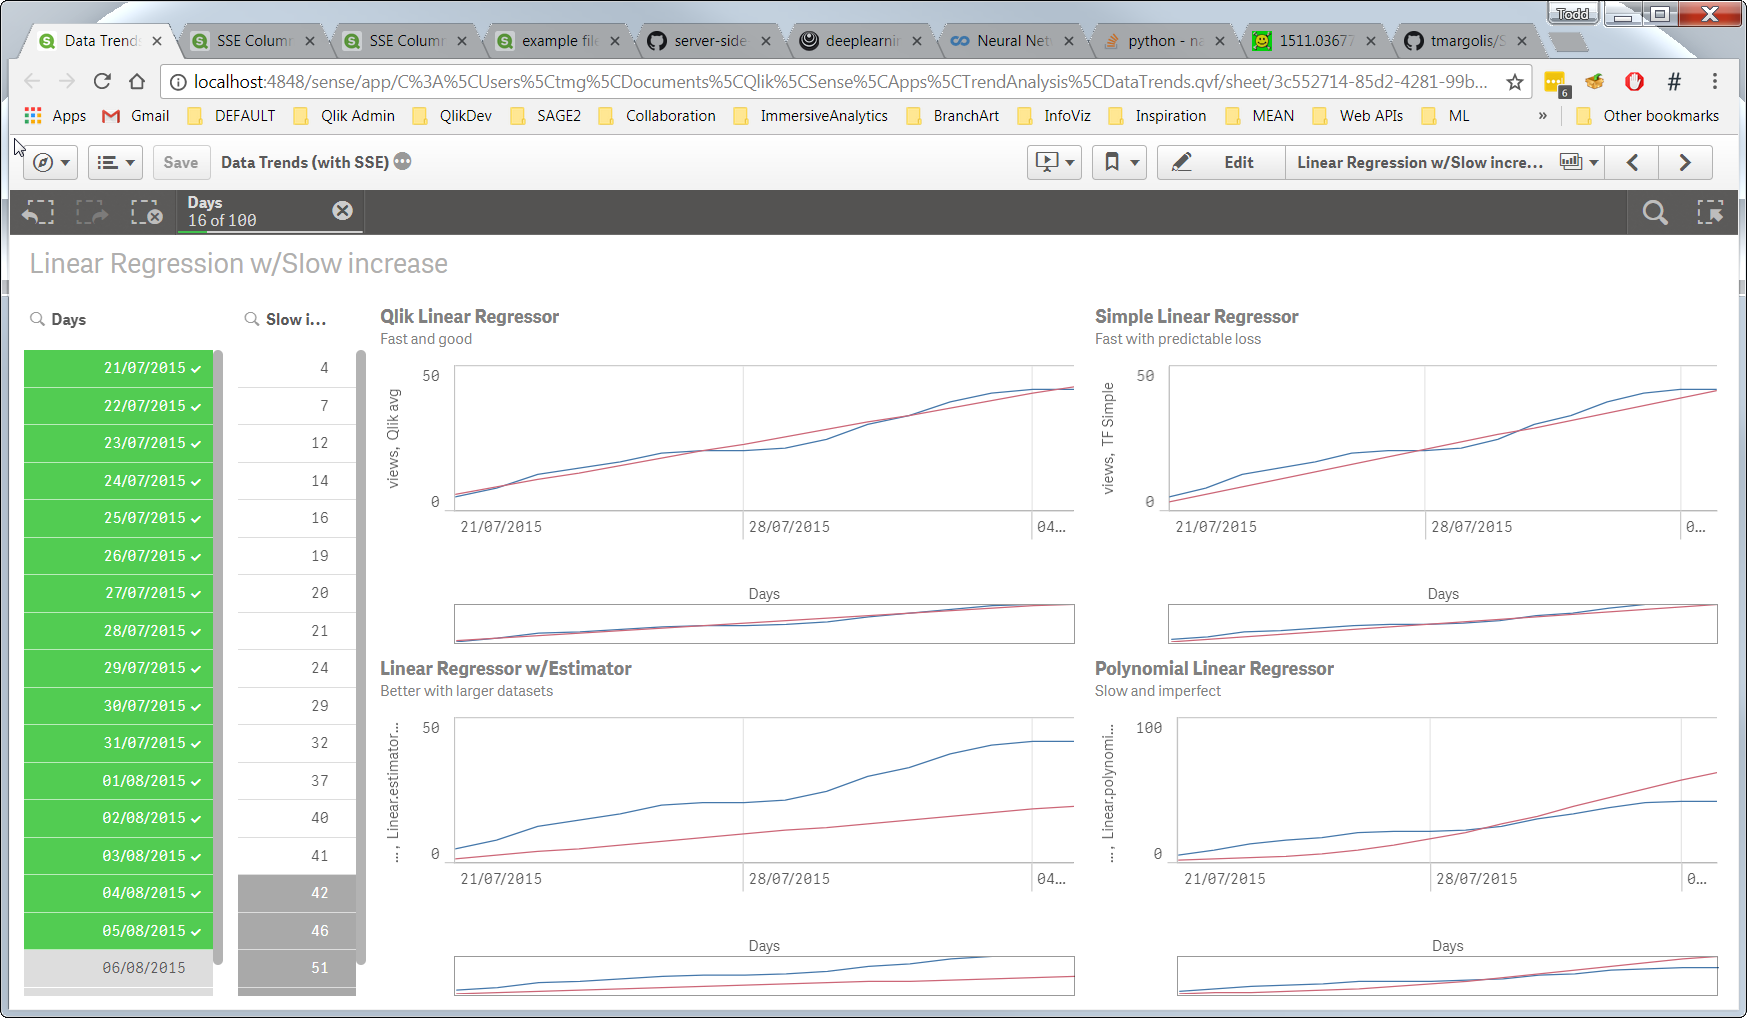 Todd
Data Trend:
SSE Column
SSE Column
example file
server-side
deeplearnin
Neural Net
python - na
1511.03677
tmargolis/S
localhost:4848/sense/app/C%3A%5CUsers%5Ctmg%5CDocuments%5CQlik%5CSense%5CApps%5CTrendAnalysis%5CDataTrends.qvf/sheet/3c552714-85d2-4281-99b...
6
#
Apps
Gmail
DEFAULT
Qlik Admin
QlikDev
SAGE2
Collaboration
ImmersiveAnalytics
BranchArt
InfoViz
Inspiration
MEAN
Web APIs
ML
»
Other bookmarks
Save
Data Trends (with SSE)
Edit
Linear Regression w/Slow incre...
Days
16 of 100
Linear Regression w/Slow increase
Days
21/07/2015
22/07/2015
23/07/2015
24/07/2015
25/07/2015
26/07/2015
27/07/2015
28/07/2015
29/07/2015
30/07/2015
31/07/2015
01/08/2015
02/08/2015
03/08/2015
04/08/2015
05/08/2015
06/08/2015
Slow i...
4
7
12
14
16
19
20
21
24
29
32
37
40
41
42
46
51
Qlik Linear Regressor
Fast and good
views, Qlik avg
50
0
21/07/2015
28/07/2015
04...
Days
Simple Linear Regressor
Fast with predictable loss
views, TF Simple
50
0
21/07/2015
28/07/2015
0...
Days
Linear Regressor w/Estimator
Better with larger datasets
..., Linear.estimator...
50
0
21/07/2015
28/07/2015
04...
Days
Polynomial Linear Regressor
Slow and imperfect
..., Linear.polynomi...
100
0
21/07/2015
28/07/2015
0...
Days